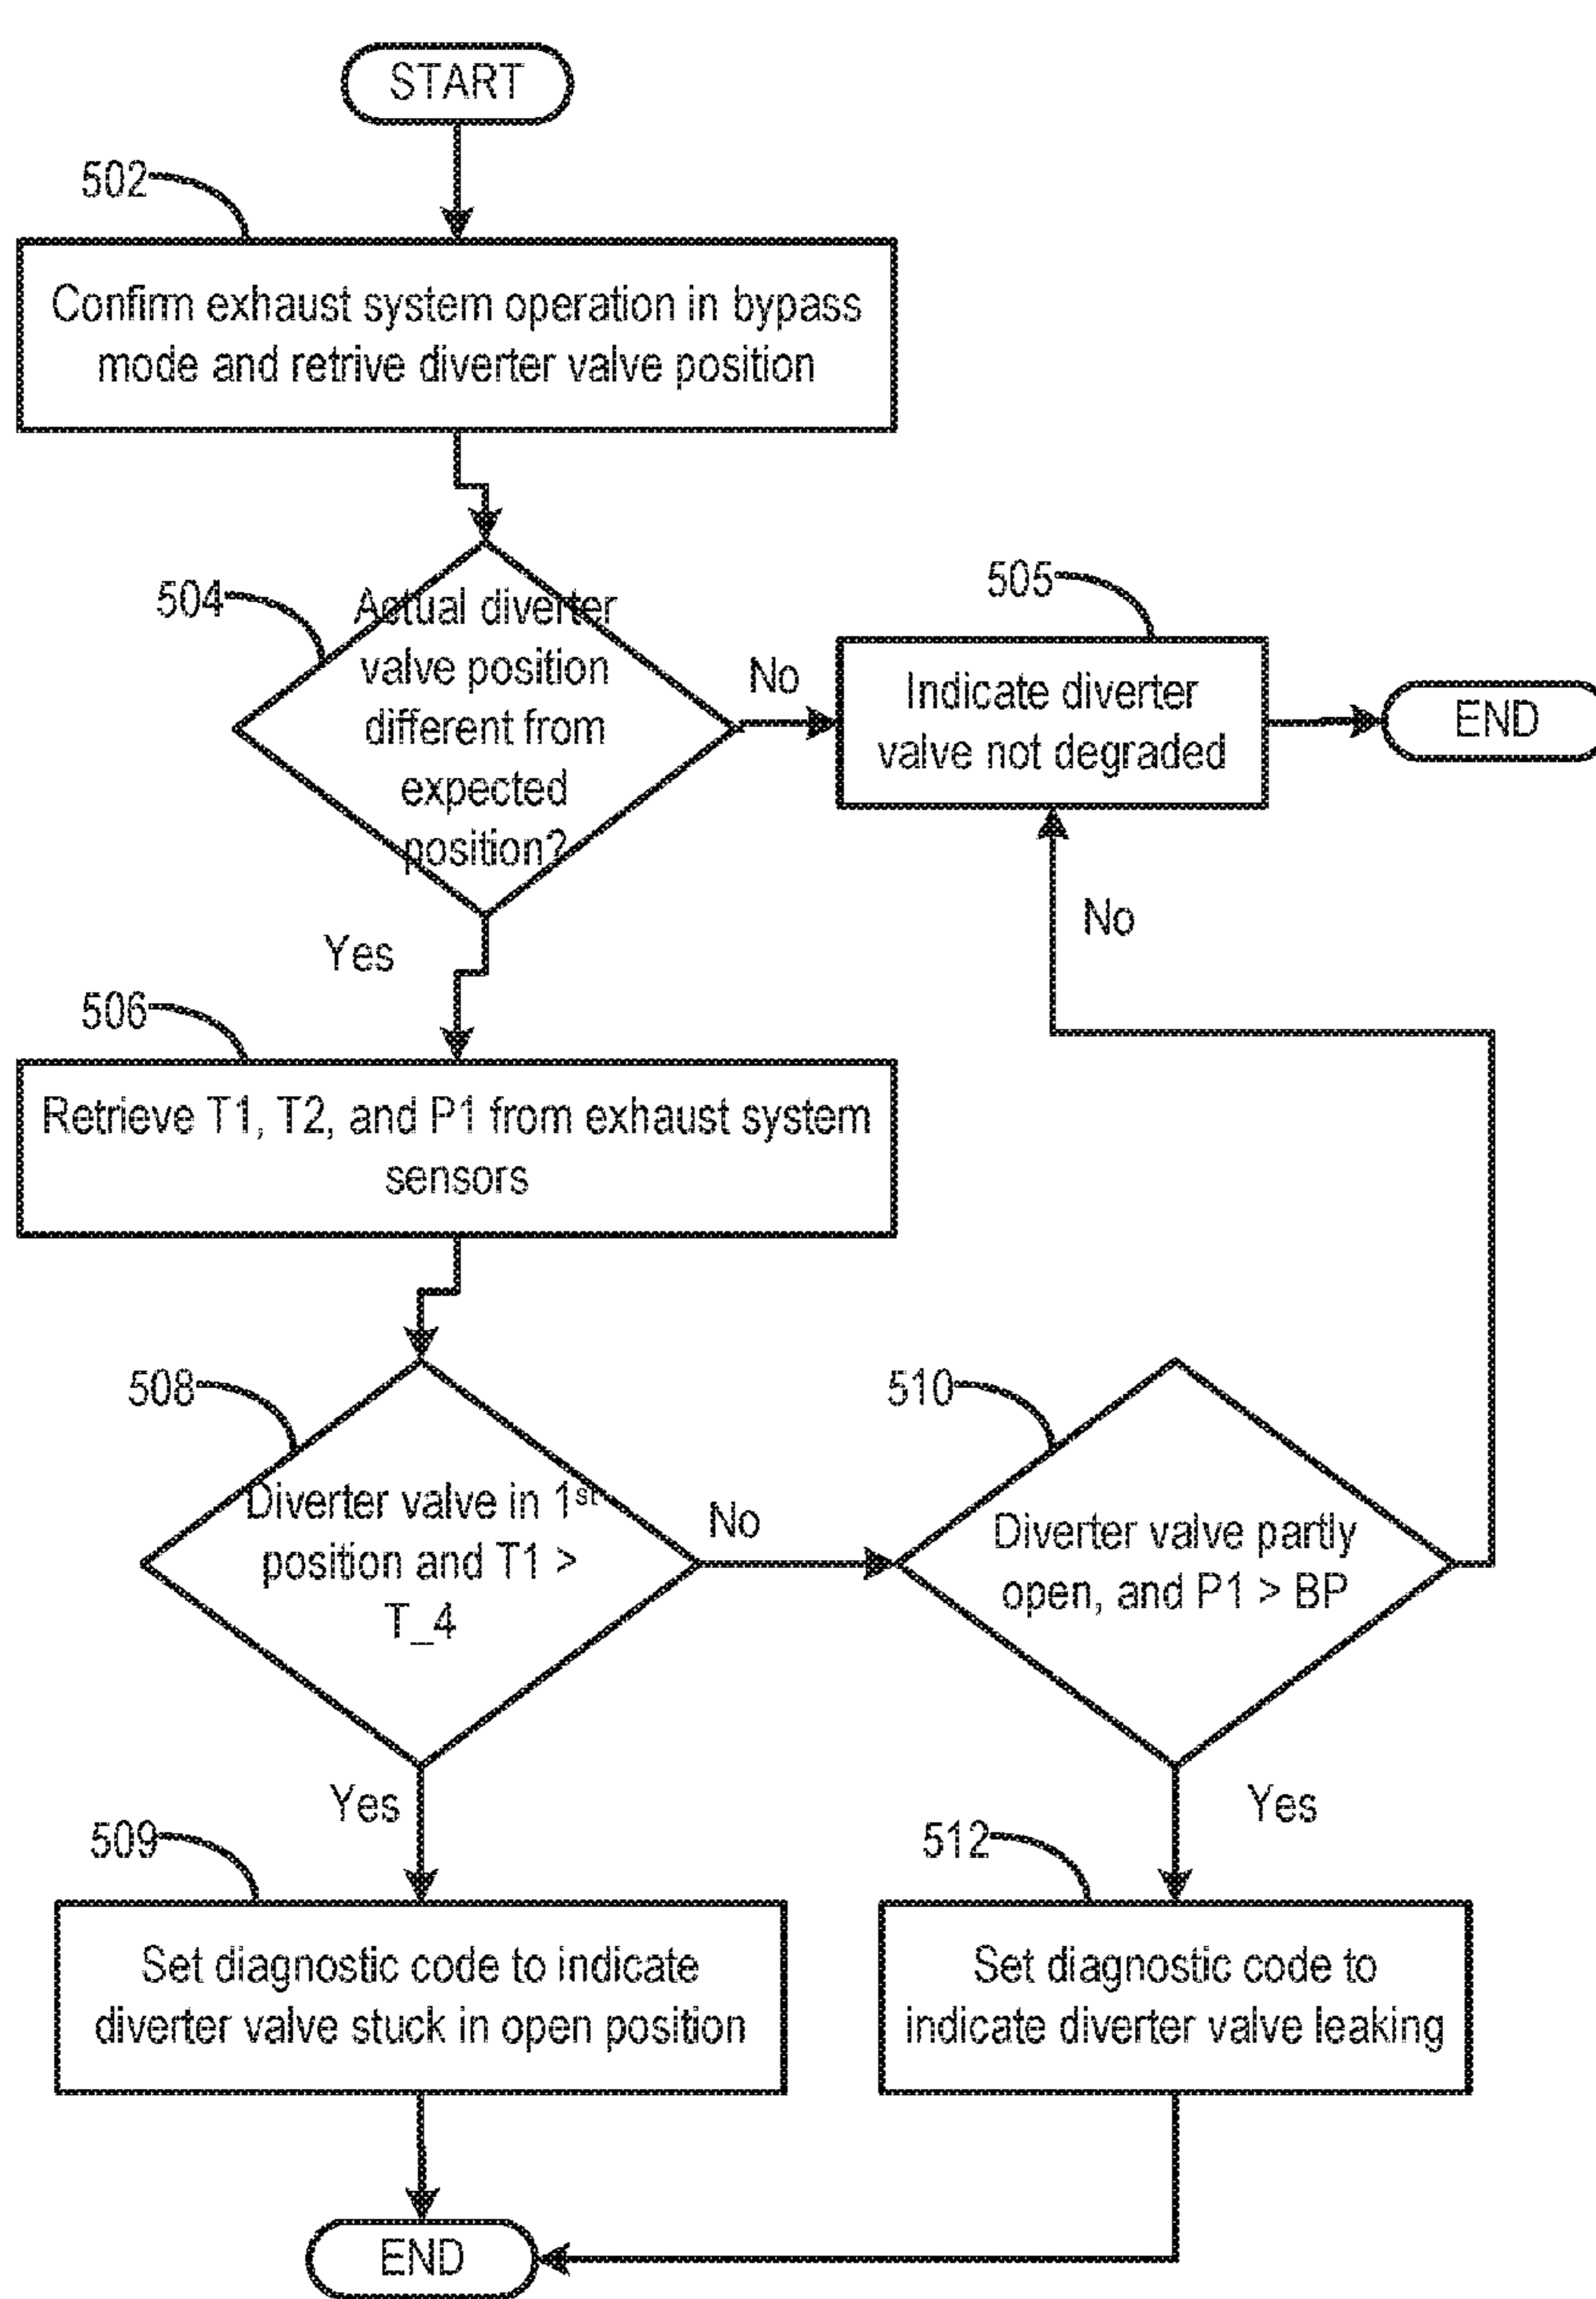 START
502
Confirm exhaust system operation in bypass
mode and retrive diverter valve position
504
Actual diverter
valve position
different from
expected
position?
No
505
Indicate diverter
valve not degraded
END
Yes
No
506
Retrieve T1, T2, and P1 from exhaust system
sensors
508
Diverter valve in 1st
position and T1 >
T_4
No
510
Diverter valve partly
open, and P1 > BP
Yes
Yes
509
Set diagnostic code to indicate
diverter valve stuck in open position
512
Set diagnostic code to
indicate diverter valve leaking
END